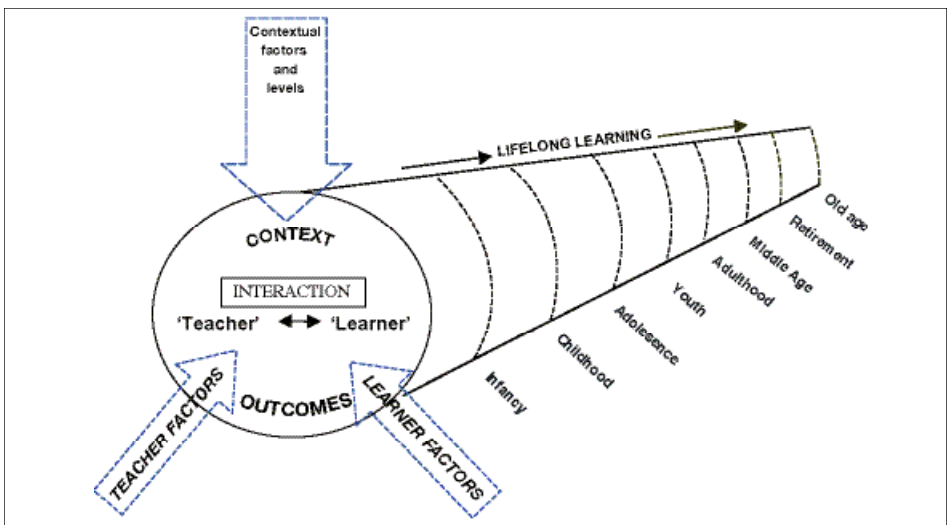 Contextual
factors
and
levels
LIFELONG LEARNING
CONTEXT
INTERACTION
'Teacher' 'Learner'
OUTCOMES
TEACHER FACTORS
LEARNER FACTORS
Infancy
Childhood
Adolesence
Youth
Adulthood
Middle Age
Retirement
Old age